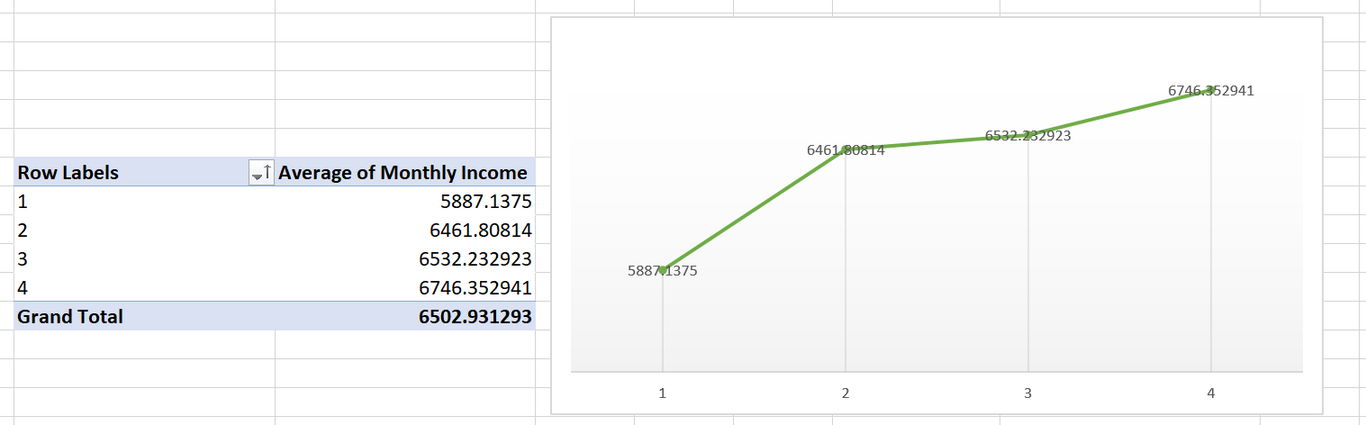 Row Labels Average of Monthly Income
1 5887.1375
2 6461.80814
3 6532.232923
4 6746.352941
Grand Total 6502.931293
6746.352941
6532.232923
6461.80814
5887.1375
1 2 3 4